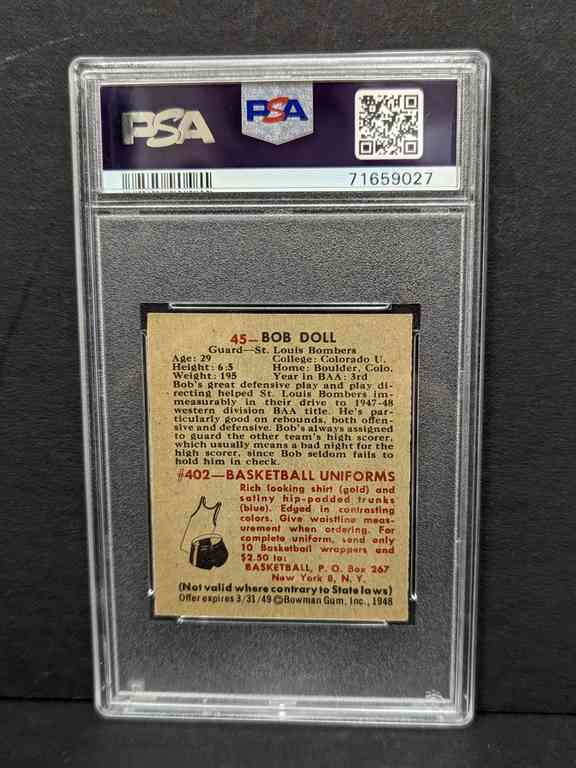 PSA
PSA
71659027
45—BOB DOLL
Guard—St. Louis Bombers
Age: 29 College: Colorado U.
Height: 6:5 Home: Boulder, Colo.
Weight: 195 Year in BAA: 3rd
Bob's great defensive play and play di-
recting helped St. Louis Bombers im-
measurably in their drive to 1947-48
western division BAA title. He's par-
ticularly good on rebounds, both offen-
sive and defensive. Bob's always assigned
to guard the other team's high scorer,
which usually means a bad night for the
high scorer, since Bob seldom fails to
hold him in check.
#402—BASKETBALL UNIFORMS
Rich looking shirt (gold) and
satiny hip-padded trunks
(blue). Edged in contrasting
colors. Give waistline meas-
urement when ordering. For
complete uniform, send only
10 Basketball wrappers and
$2.50 to:
BASKETBALL, P. O. Box 267
New York 8, N. Y.
(Not valid where contrary to State laws)
Offer expires 3/31/49 ©Bowman Gum, Inc., 1948